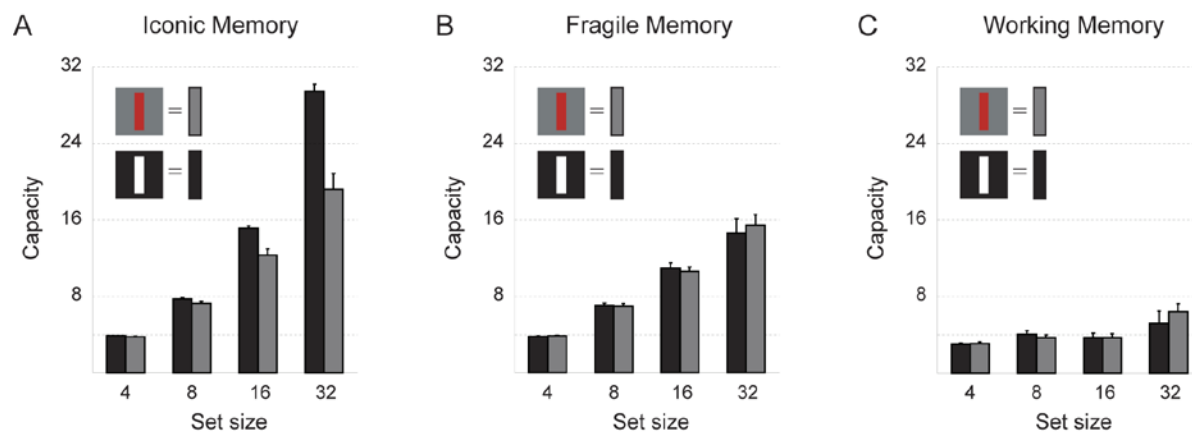 A Iconic Memory
32
24
16
8
Capacity
=
=
4 8 16 32
Set size
B Fragile Memory
32
24
16
8
Capacity
=
=
4 8 16 32
Set size
C Working Memory
32
24
16
8
Capacity
=
=
4 8 16 32
Set size